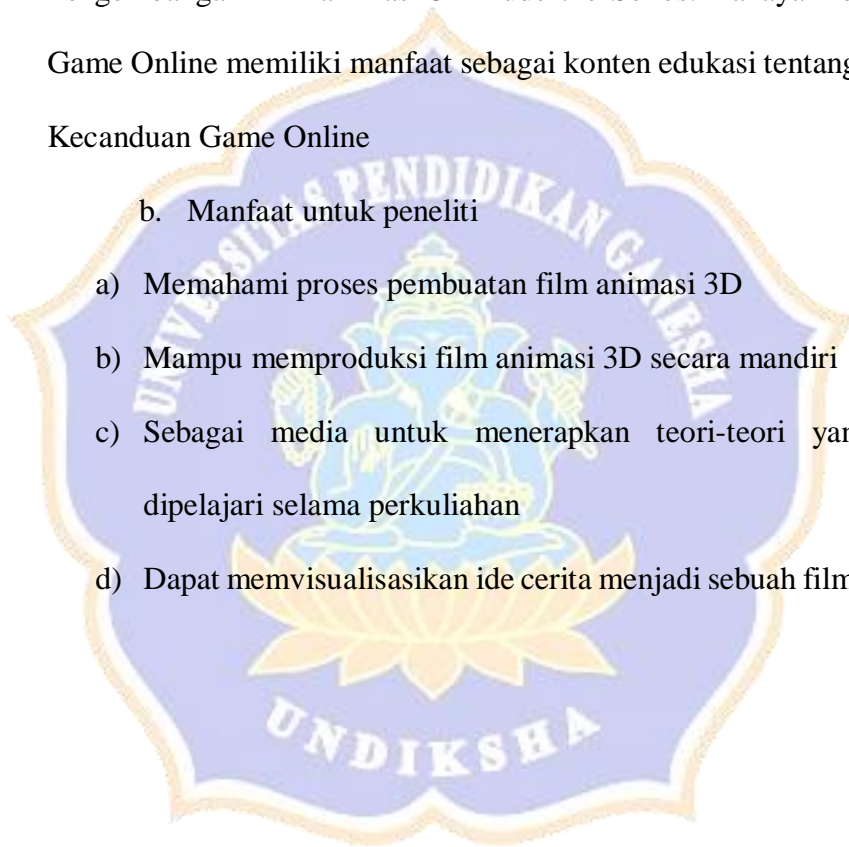 Game Online memiliki manfaat sebagai konten edukasi tentang
Kecanduan Game Online
b. Manfaat untuk peneliti
a) Memahami proses pembuatan film animasi 3D
b) Mampu memproduksi film animasi 3D secara mandiri
c) Sebagai media untuk menerapkan teori-teori
dipelajari selama perkuliahan
d) Dapat memvisualisasikan ide cerita menjadi sebuah film
UNIVERSITAS PENDIDIKAN GANESHA
UNDIKSHA